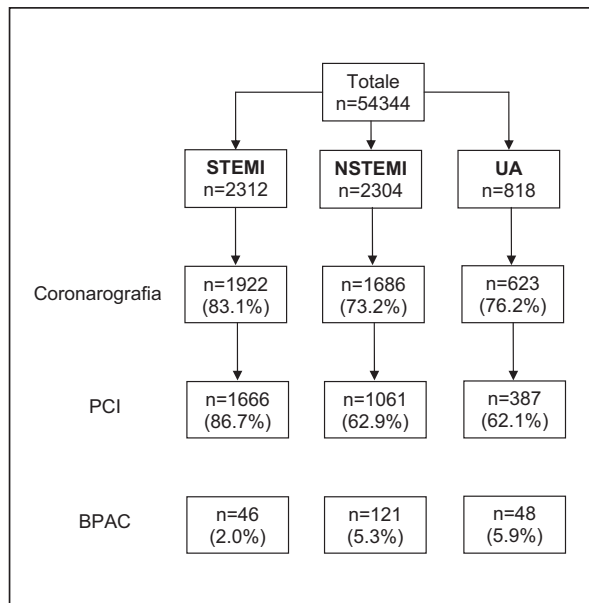 Totale
n=54344
STEMI
n=2312
NSTEMI
n=2304
UA
n=818
Coronarografia
n=1922
(83.1%)
n=1686
(73.2%)
n=623
(76.2%)
PCI
n=1666
(86.7%)
n=1061
(62.9%)
n=387
(62.1%)
BPAC
n=46
(2.0%)
n=121
(5.3%)
n=48
(5.9%)